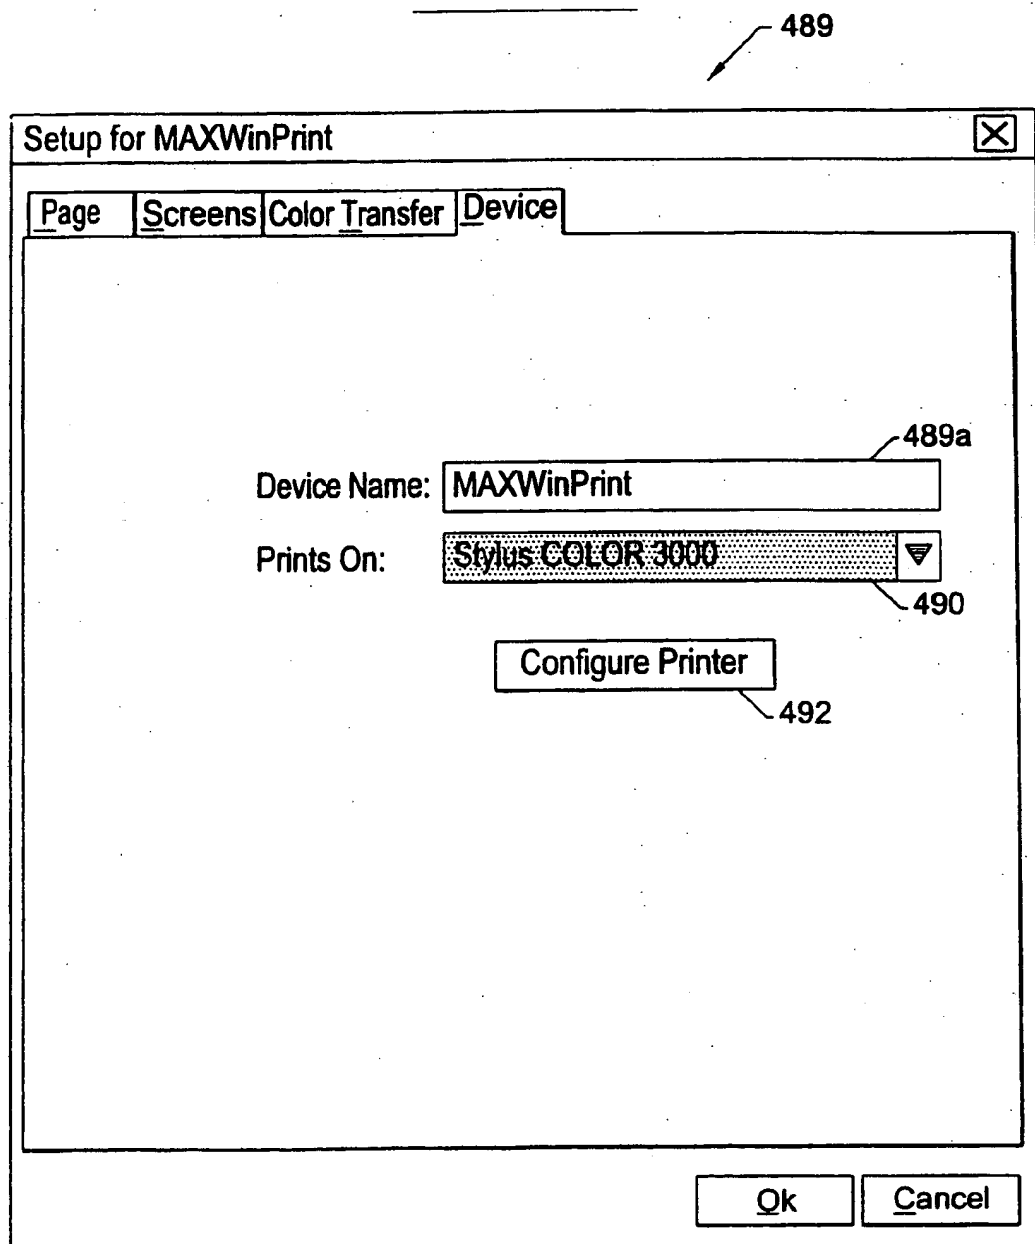 489
Setup for MAXWinPrint
Page Screens Color Transfer Device
489a
Device Name: MAXWinPrint
Prints On: Stylus COLOR 3000
490
Configure Printer
492
Ok Cancel